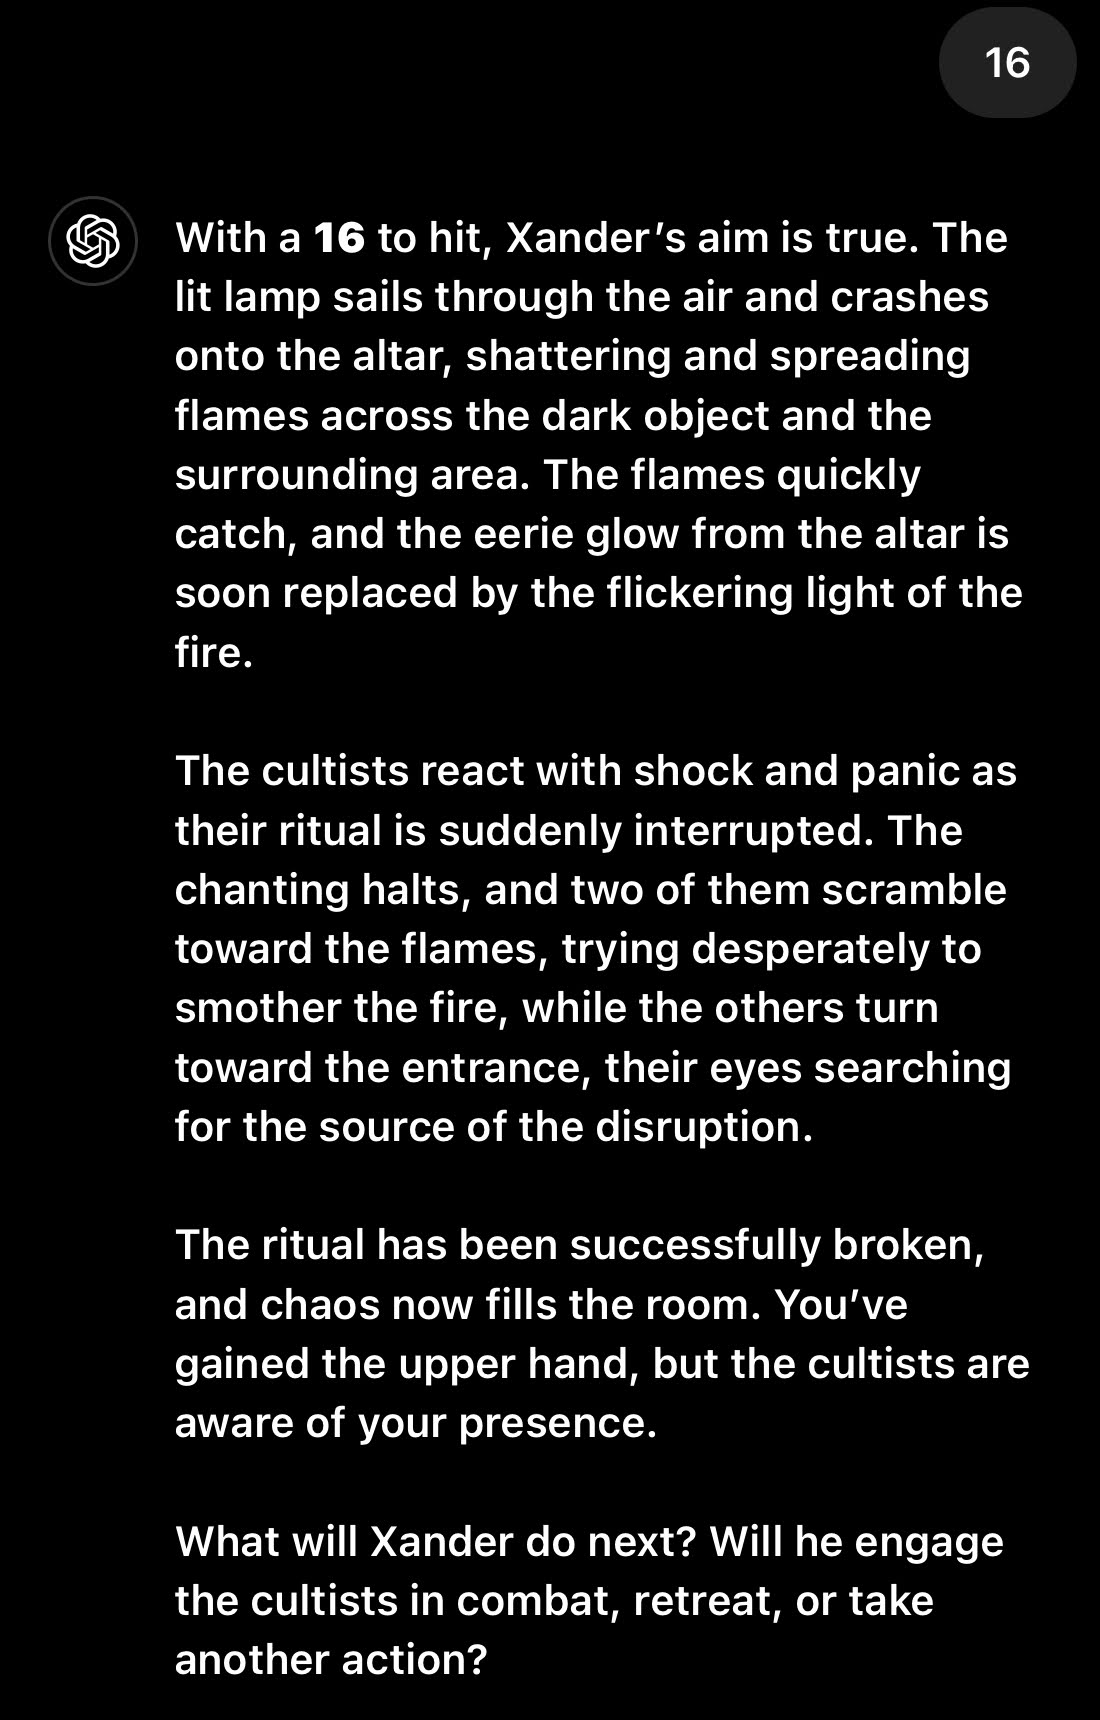 16
With a 16 to hit, Xander’s aim is true. The
lit lamp sails through the air and crashes
onto the altar, shattering and spreading
flames across the dark object and the
surrounding area. The flames quickly
catch, and the eerie glow from the altar is
soon replaced by the flickering light of the
fire.
The cultists react with shock and panic as
their ritual is suddenly interrupted. The
chanting halts, and two of them scramble
toward the flames, trying desperately to
smother the fire, while the others turn
toward the entrance, their eyes searching
for the source of the disruption.
The ritual has been successfully broken,
and chaos now fills the room. You’ve
gained the upper hand, but the cultists are
aware of your presence.
What will Xander do next? Will he engage
the cultists in combat, retreat, or take
another action?